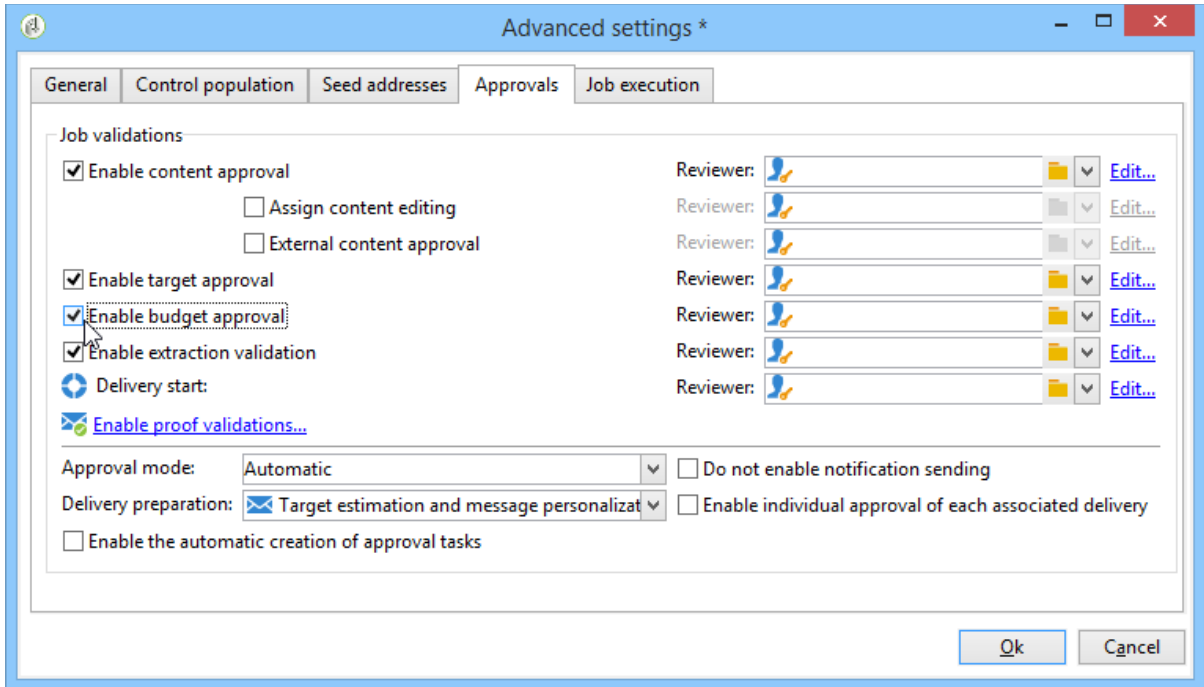 Advanced settings *
General Control population Seed addresses Approvals Job execution
Job validations
Enable content approval Reviewer: Edit...
Assign content editing Reviewer: Edit...
External content approval Reviewer: Edit...
Enable target approval Reviewer: Edit...
Enable budget approval Reviewer: Edit...
Enable extraction validation Reviewer: Edit...
Delivery start: Reviewer: Edit...
Enable proof validations...
Approval mode: Automatic Do not enable notification sending
Delivery preparation: Target estimation and message personalizat Enable individual approval of each associated delivery
Enable the automatic creation of approval tasks
Ok Cancel